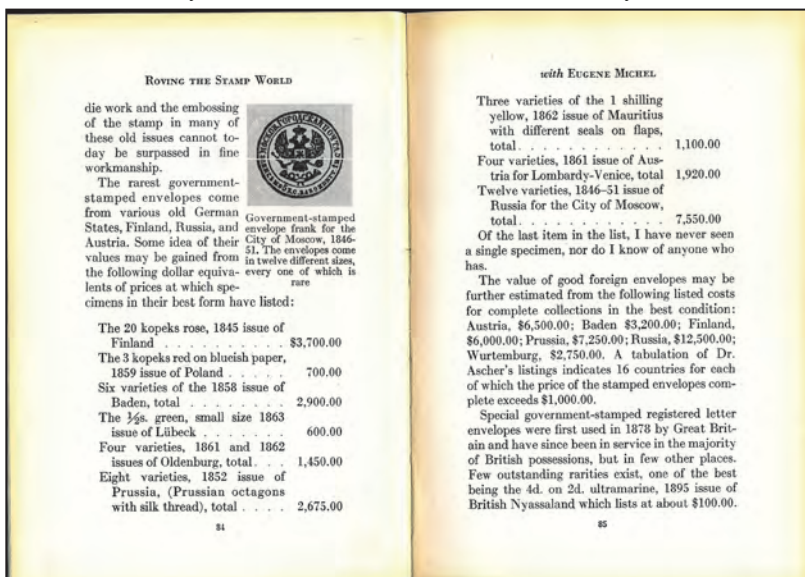 ROVING THE STAMP WORLD
die work and the embossing
of the stamp in many of
these old issues cannot to-
day be surpassed in fine
workmanship.
The rarest government-
stamped envelopes come
from various old German
States, Finland, Russia, and
Austria. Some idea of their
values may be gained from
the following dollar equiva-
lents of prices at which spe-
cimens in their best form have listed:
Government-stamped
envelope frank for the
City of Moscow, 1846-
51. The envelopes come
in twelve different sizes,
every one of which is
rare
The 20 kopeks rose, 1845 issue of
Finland . . . . . . . . . . $3,700.00
The 3 kopeks red on blueish paper,
1859 issue of Poland . . . . . 700.00
Six varieties of the 1858 issue of
Baden, total . . . . . . . . 2,900.00
The ½s. green, small size 1863
issue of Lübeck . . . . . . . 600.00
Four varieties, 1861 and 1862
issues of Oldenburg, total. . . 1,450.00
Eight varieties, 1852 issue of
Prussia, (Prussian octagons
with silk thread), total . . . . 2,675.00
84
with EUGENE MICHEL
Three varieties of the 1 shilling
yellow, 1862 issue of Mauritius
with different seals on flaps,
total. . . . . . . . . . . . . 1,100.00
Four varieties, 1861 issue of Aus-
tria for Lombardy-Venice, total 1,920.00
Twelve varieties, 1846–51 issue of
Russia for the City of Moscow,
total. . . . . . . . . . . . . 7,550.00
Of the last item in the list, I have never seen
a single specimen, nor do I know of anyone who
has.
The value of good foreign envelopes may be
further estimated from the following listed costs
for complete collections in the best condition:
Austria, $6,500.00; Baden $3,200.00; Finland,
$6,000.00; Prussia, $7,250.00; Russia, $12,500.00;
Wurtemburg, $2,750.00. A tabulation of Dr.
Ascher's listings indicates 16 countries for each
of which the price of the stamped envelopes com-
plete exceeds $1,000.00.
Special government-stamped registered letter
envelopes were first used in 1878 by Great Brit-
ain and have since been in service in the majority
of British possessions, but in few other places.
Few outstanding rarities exist, one of the best
being the 4d. on 2d. ultramarine, 1895 issue of
British Nyassaland which lists at about $100.00.
85